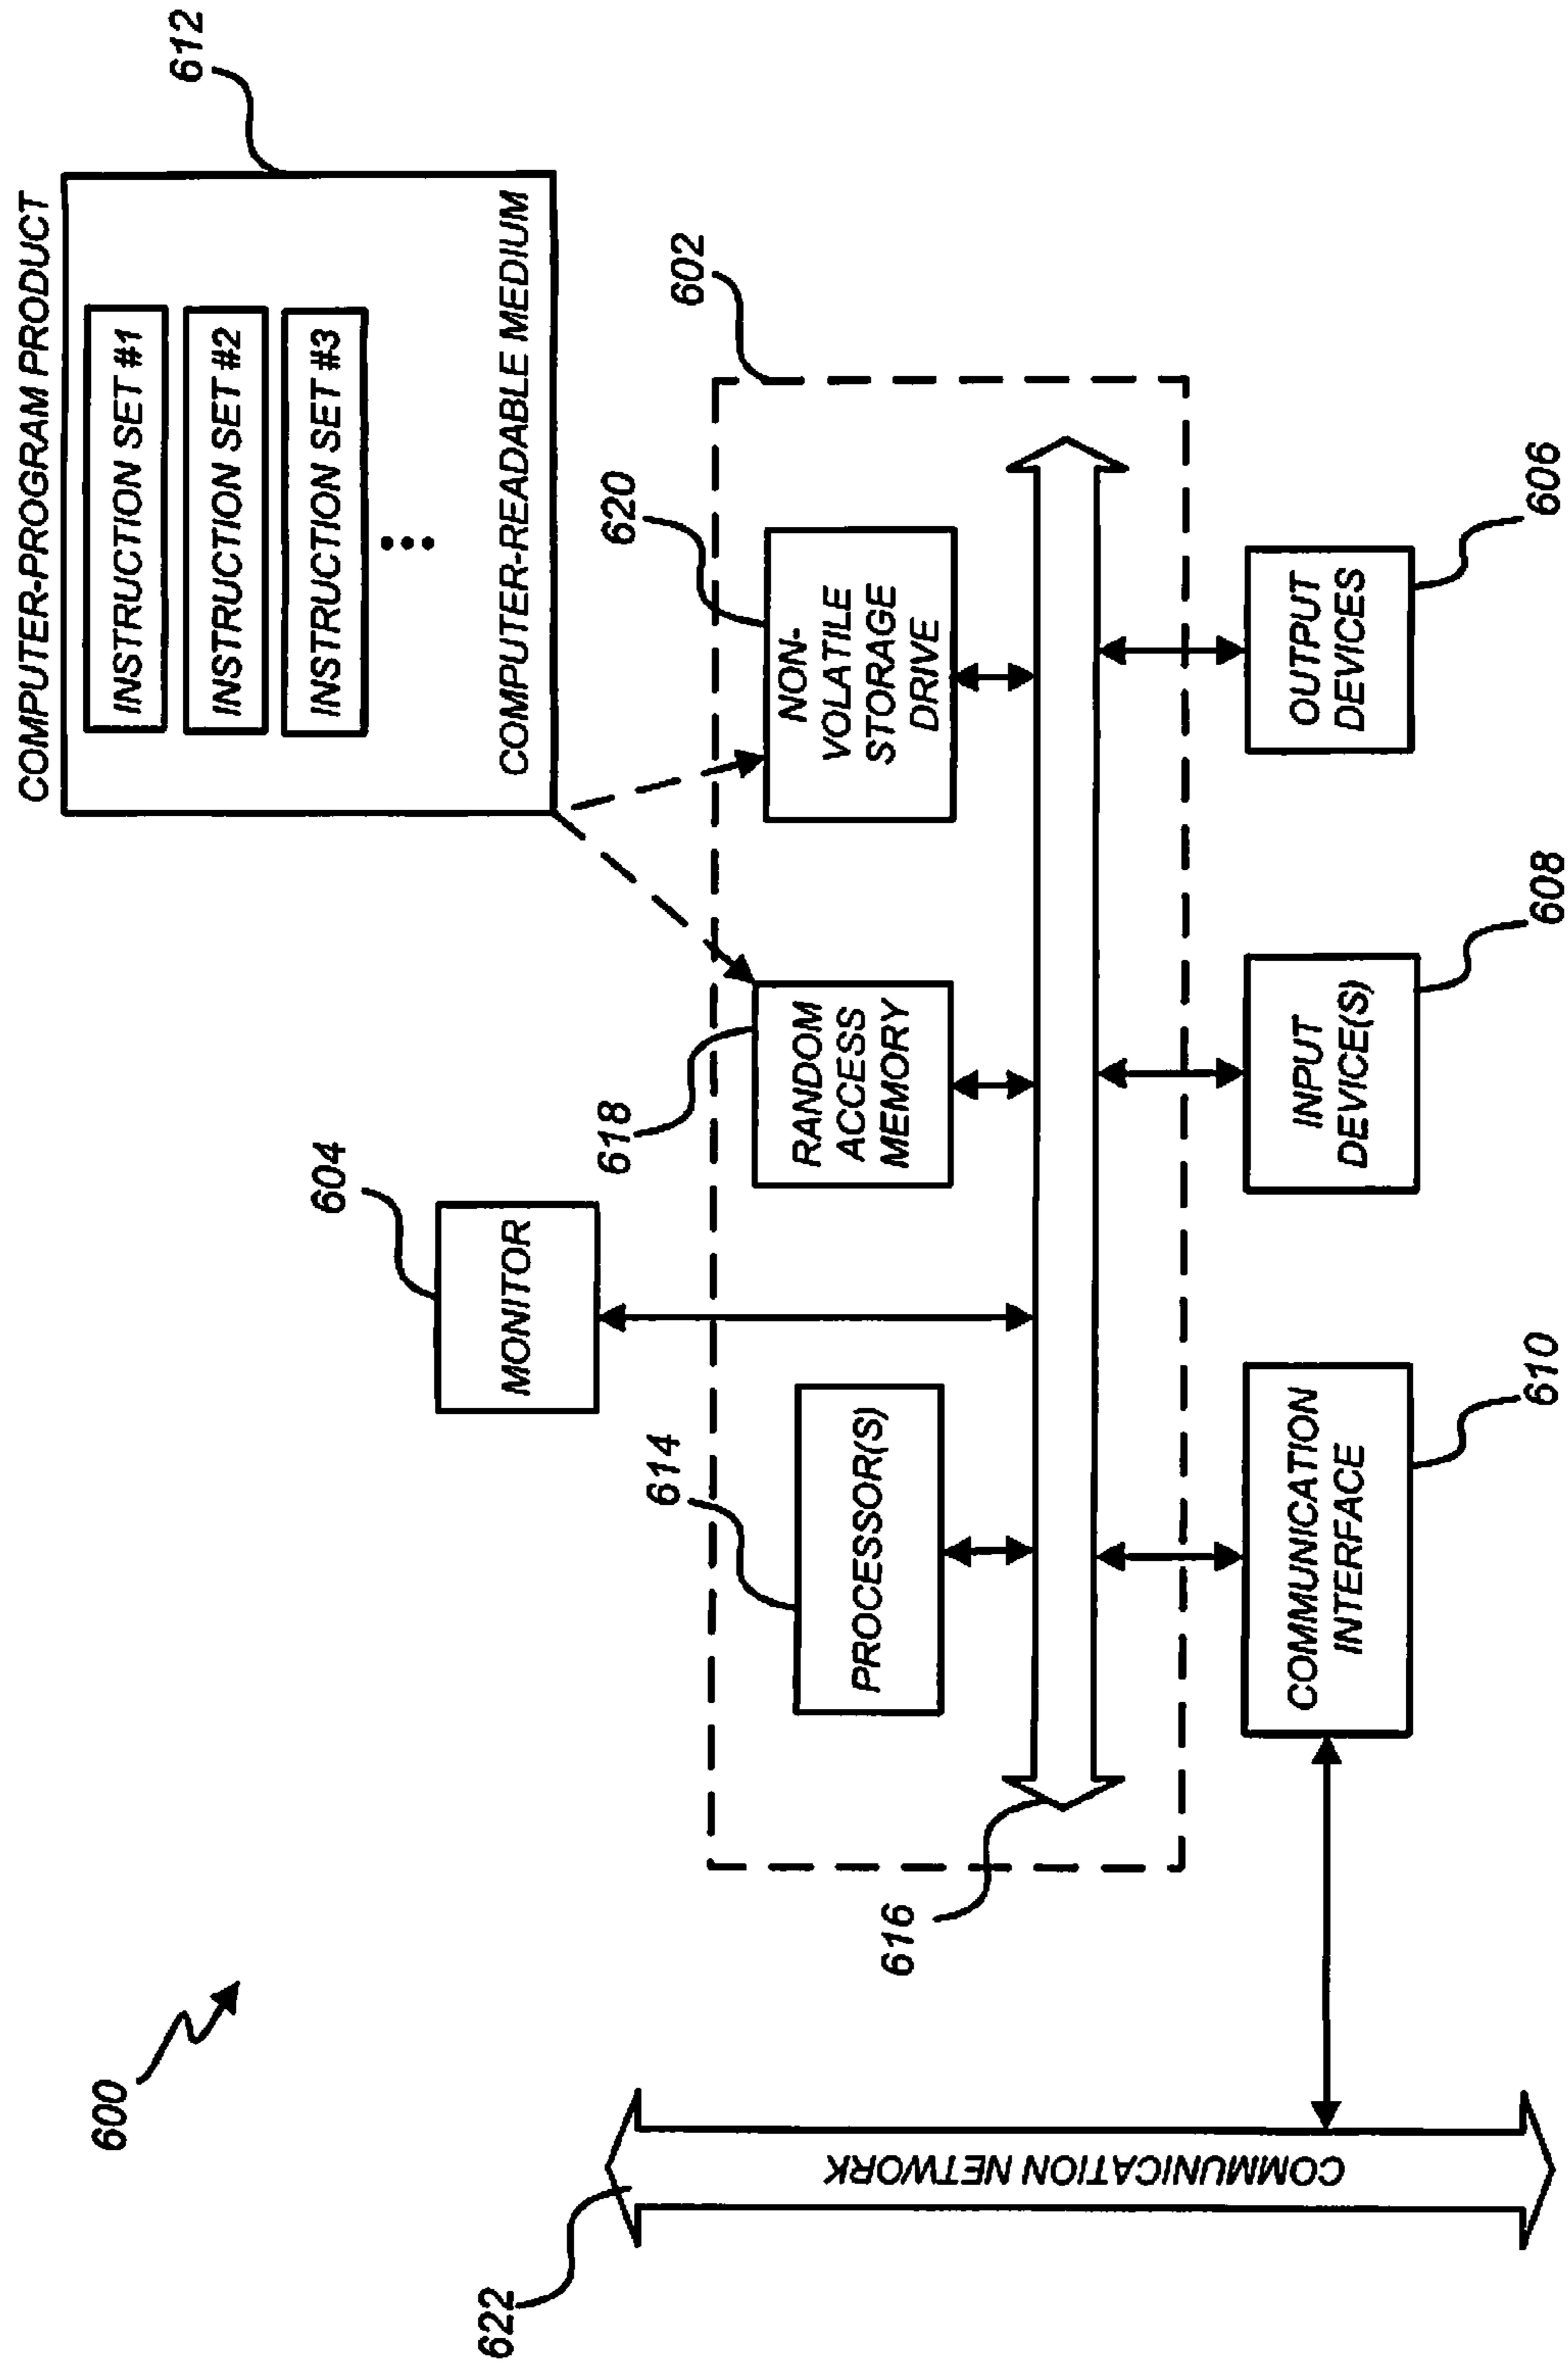 600
COMPUTER-PROGRAM PRODUCT
612
INSTRUCTION SET #1
INSTRUCTION SET #2
INSTRUCTION SET #3
COMPUTER-READABLE MEDIUM
604
MONITOR
602
614
618
620
PROCESSOR(S)
RANDOM
ACCESS
MEMORY
NON-
VOLATILE
STORAGE
DRIVE
616
622
COMMUNICATION NETWORK
COMMUNICATION
INTERFACE
610
INPUT
DEVICE(S)
608
OUTPUT
DEVICES
606